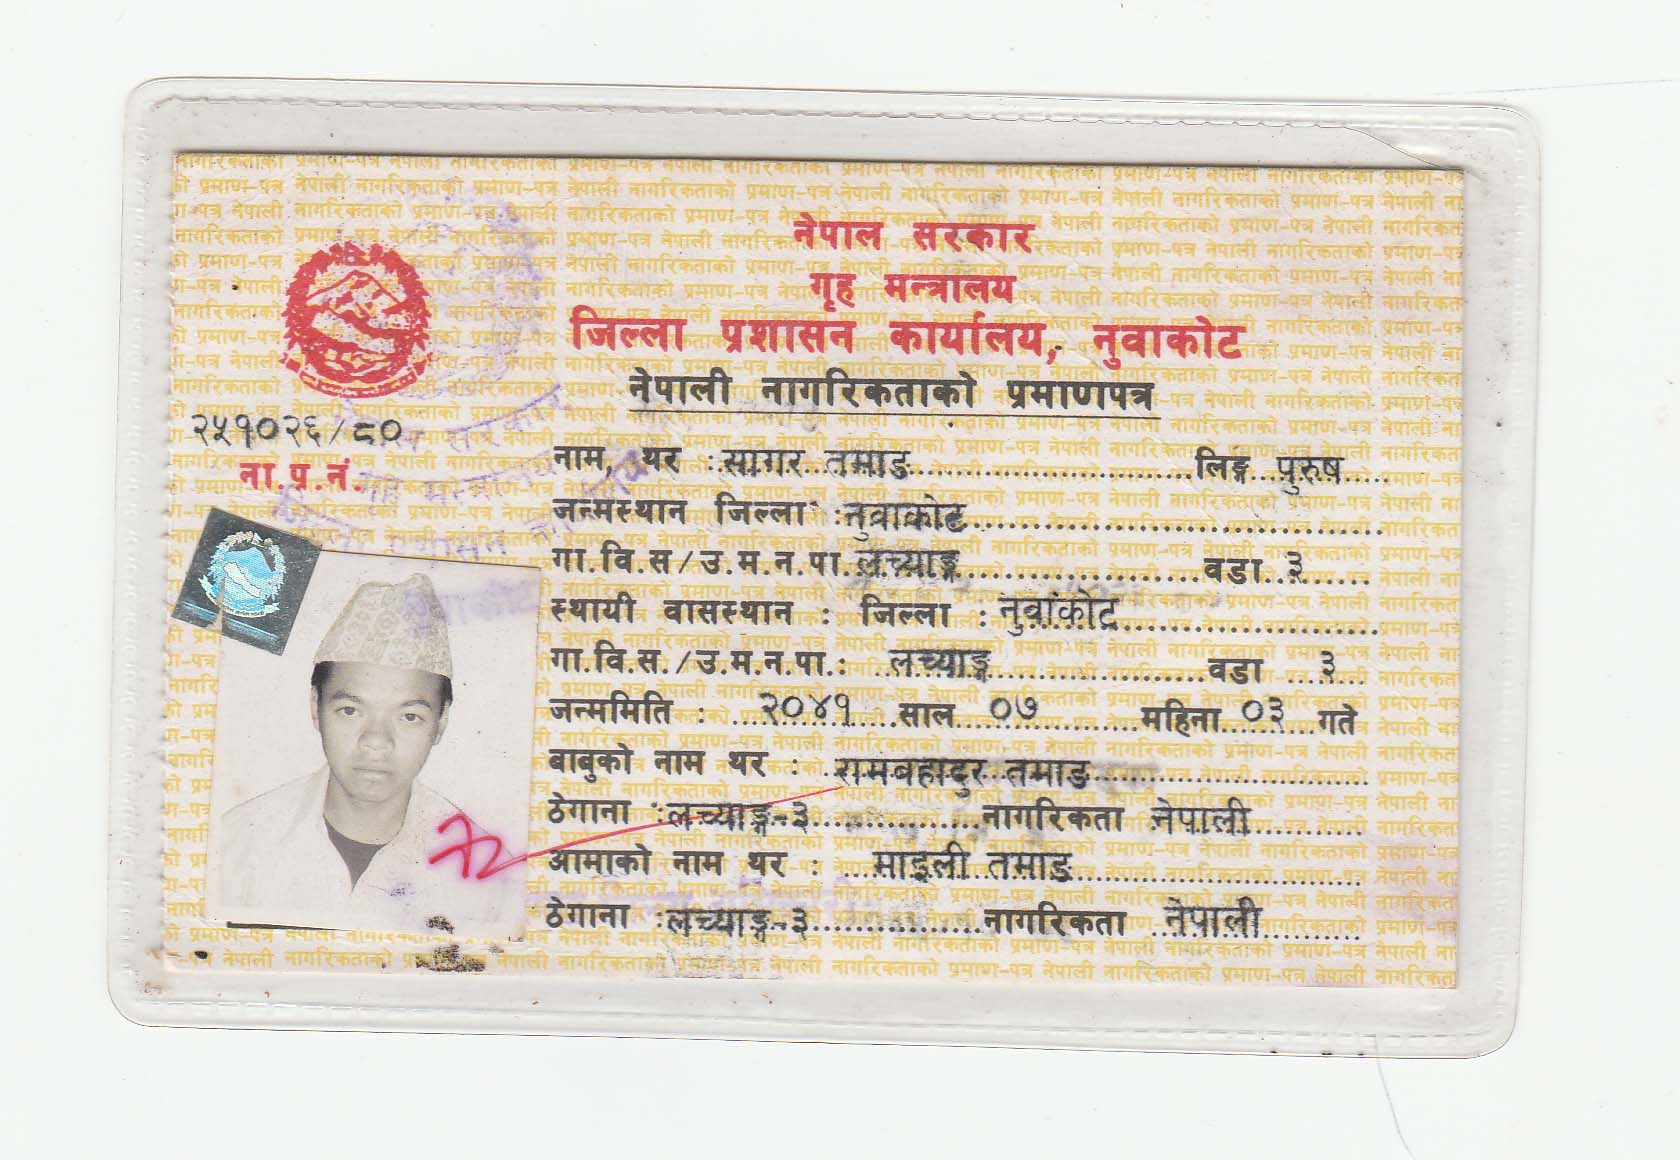 नेपाल सरकार
गृह मन्त्रालय
जिल्ला प्रशासन कार्यालय, नुवाकोट
नेपाली नागरिकताको प्रमाणपत्र
२५१०२६/८०
ना.प्र.नं.
नाम, थर : सागर तमाङ लिङ्ग पुरुष
जन्मस्थान जिल्ला : नुवाकोट
गा.वि.स/उ.म.न.पा. लच्याङ्ग वडा ३
स्थायी वासस्थान : जिल्ला : नुवाकोट
गा.वि.स./उ.म.न.पा.: लच्याङ्ग वडा ३
जन्ममिति : २०४१ साल ०७ महिना ०३ गते
बाबुको नाम थर : रामबहादुर तमाङ
ठेगाना : लच्याङ्ग-३ नागरिकता नेपाली
आमाको नाम थर : माइली तमाङ
ठेगाना : लच्याङ्ग-३ नागरिकता नेपाली